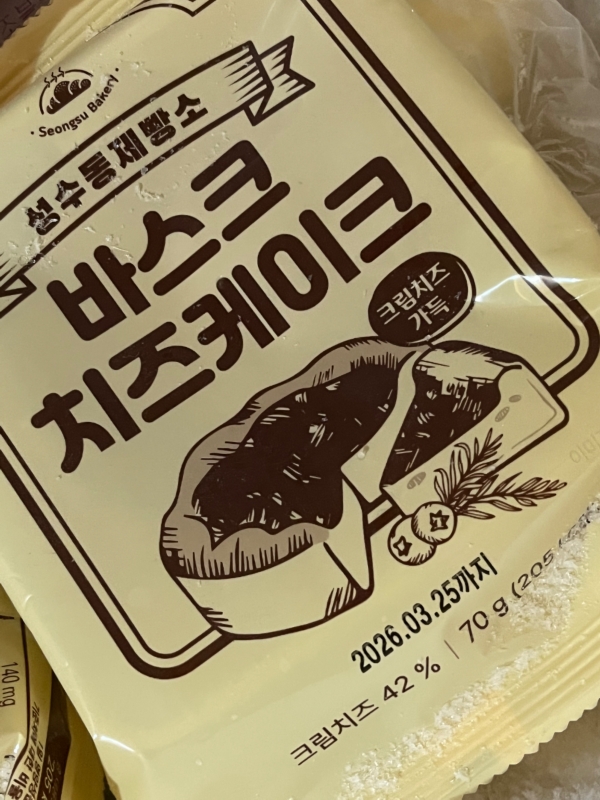 Seongsu Bakery
성수동제빵소
바스크
치즈케이크
크림치즈
가득
2026.03.25까지
크림치즈 42 % | 70 g (205
140 mg